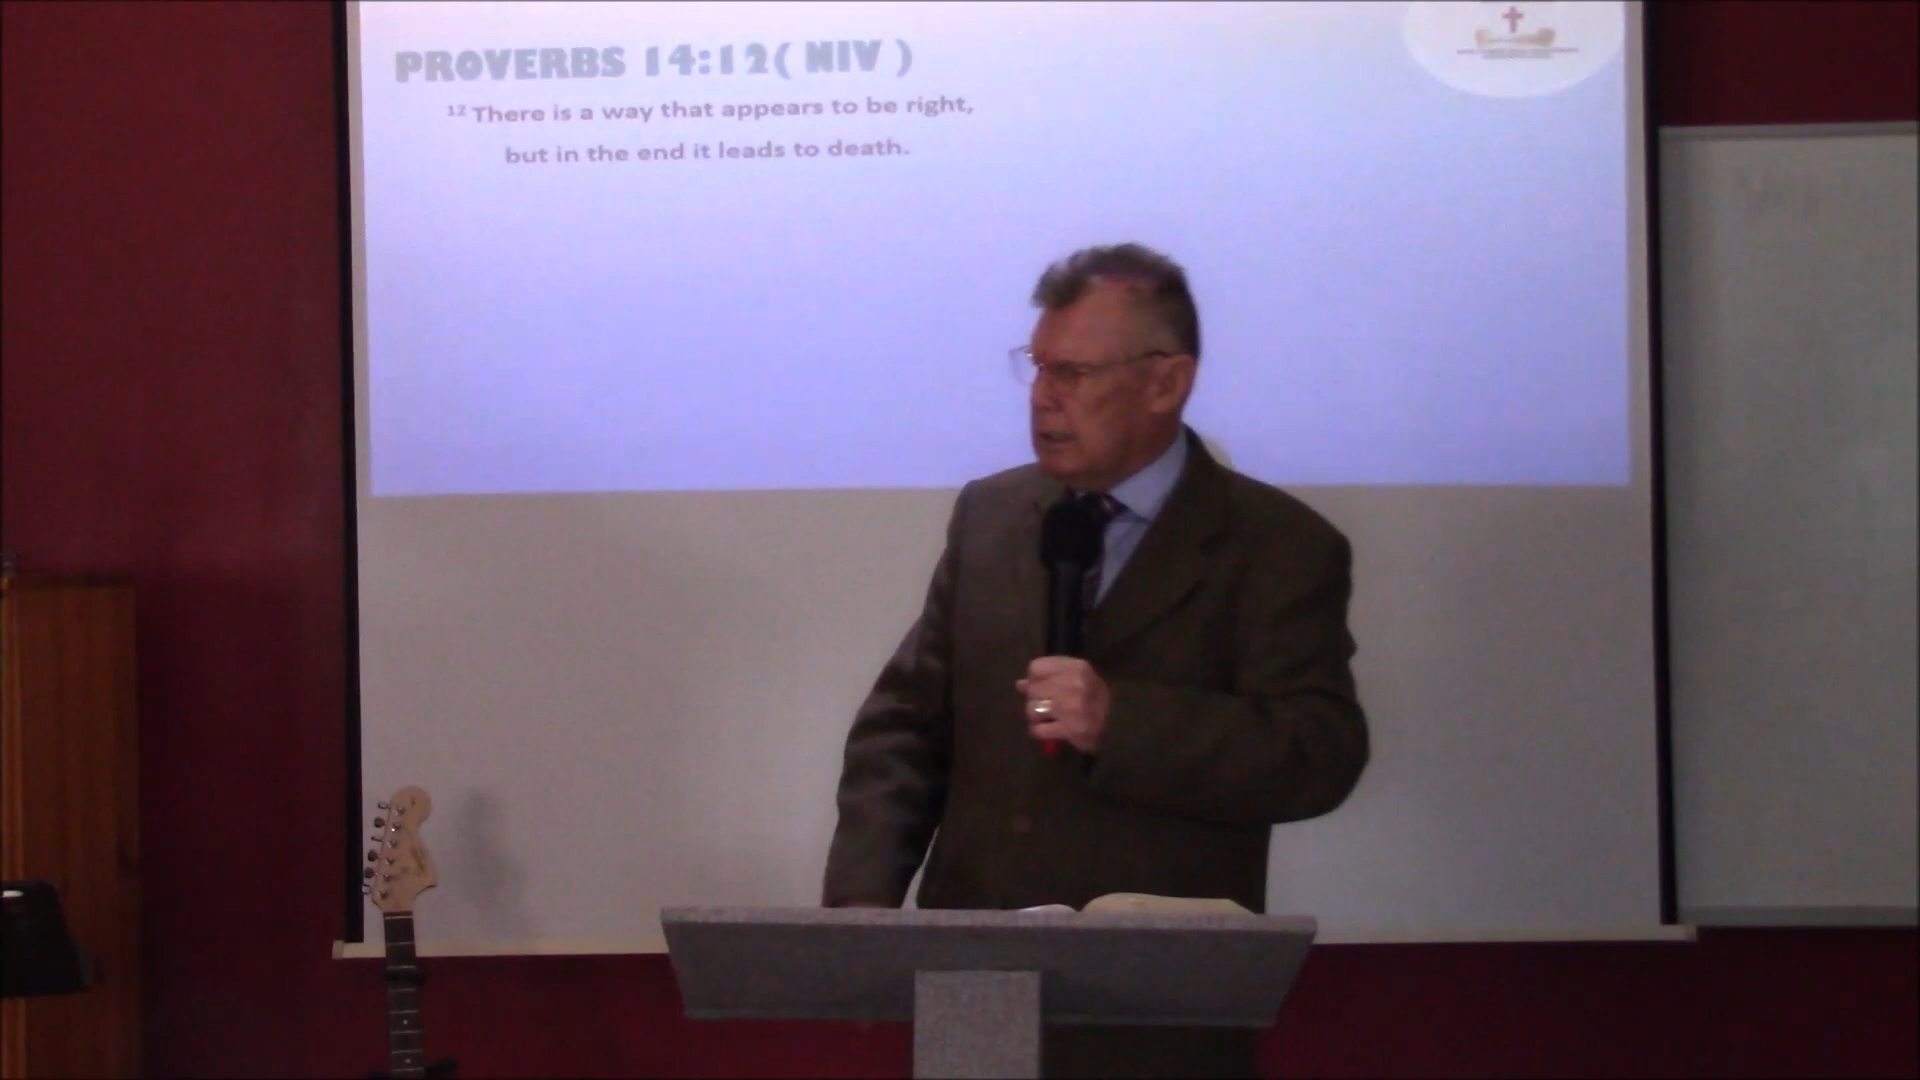 PROVERBS 14:12( NIV )
12 There is a way that appears to be right,
but in the end it leads to death.